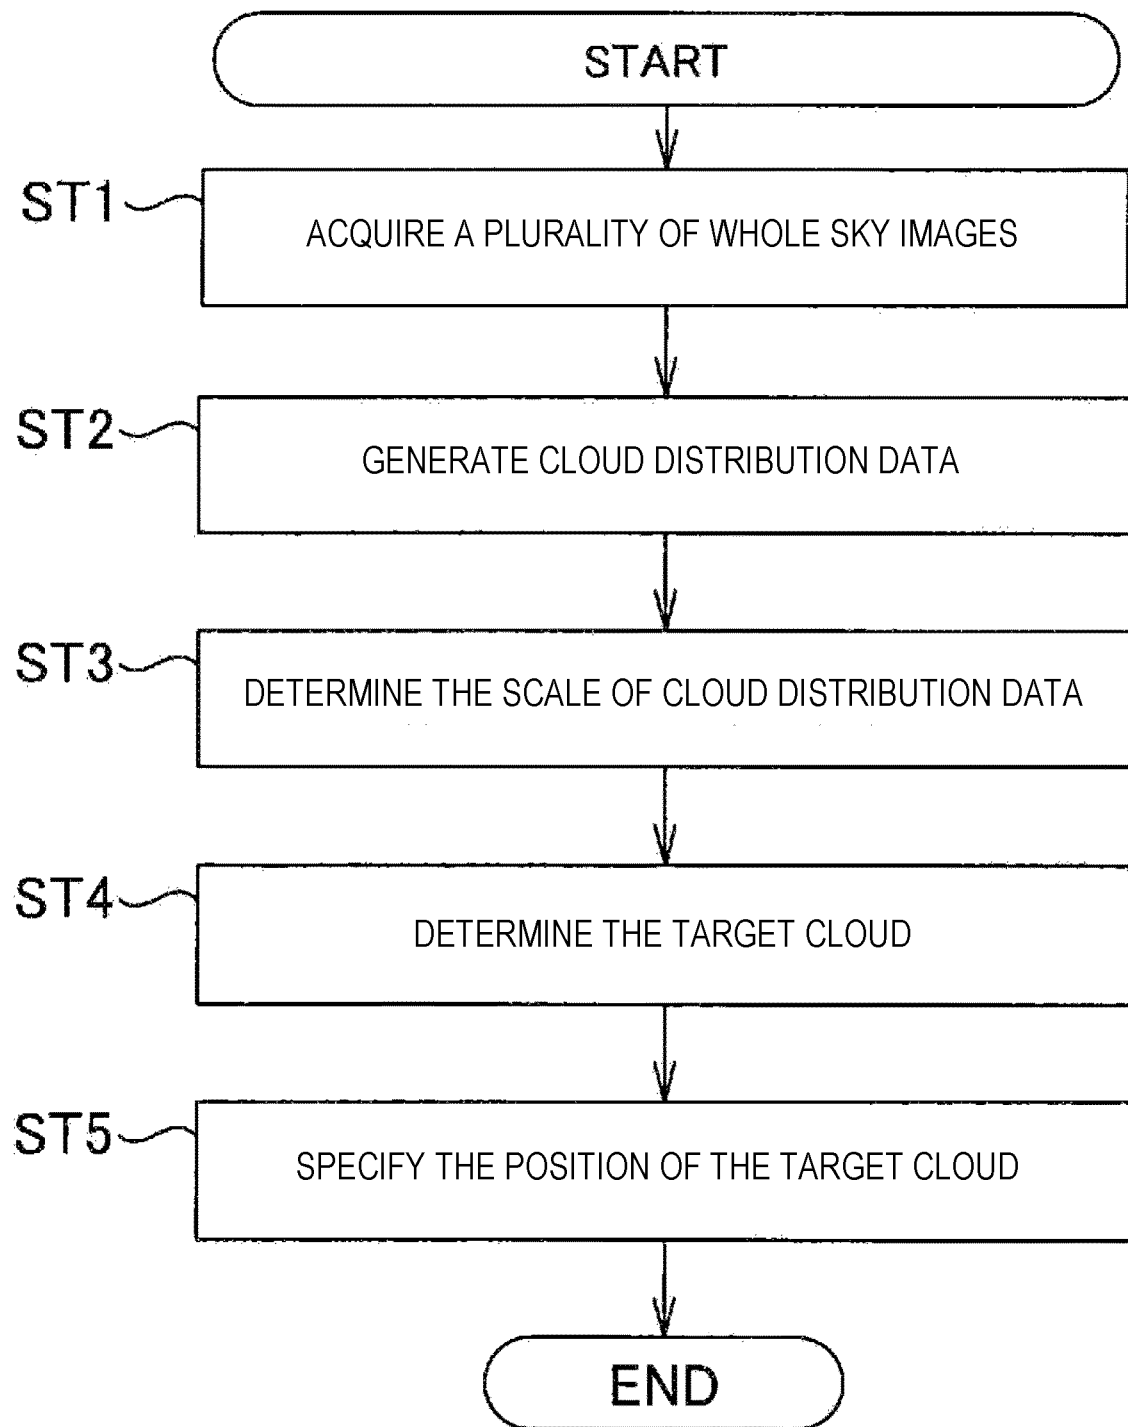 START
ST1
ACQUIRE A PLURALITY OF WHOLE SKY IMAGES
ST2
GENERATE CLOUD DISTRIBUTION DATA
ST3
DETERMINE THE SCALE OF CLOUD DISTRIBUTION DATA
ST4
DETERMINE THE TARGET CLOUD
ST5
SPECIFY THE POSITION OF THE TARGET CLOUD
END